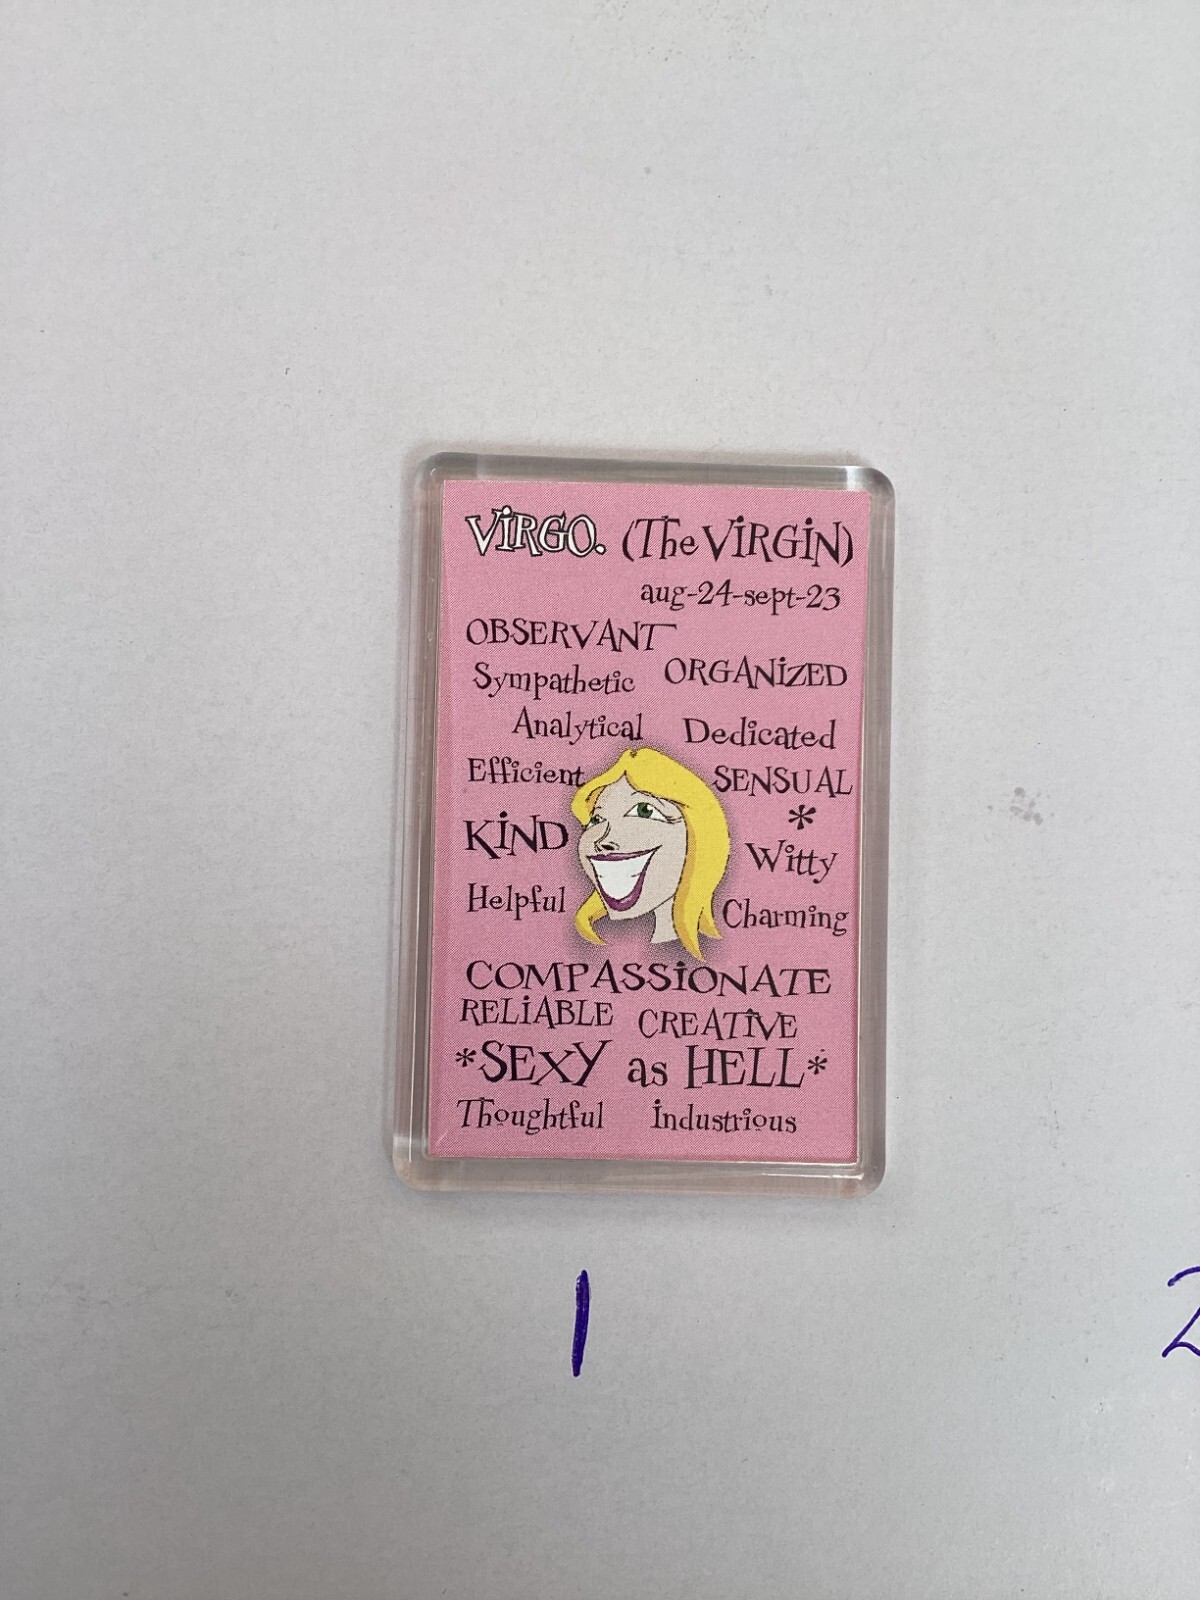 VIRGO. (The VIRGIN)
aug-24-sept-23
OBSERVANT
Sympathetic ORGANIZED
Analytical Dedicated
Efficient SENSUAL
*
KIND Witty
Helpful Charming
COMPASSIONATE
RELIABLE CREATIVE
*SEXY as HELL*
Thoughtful Industrious
1 2